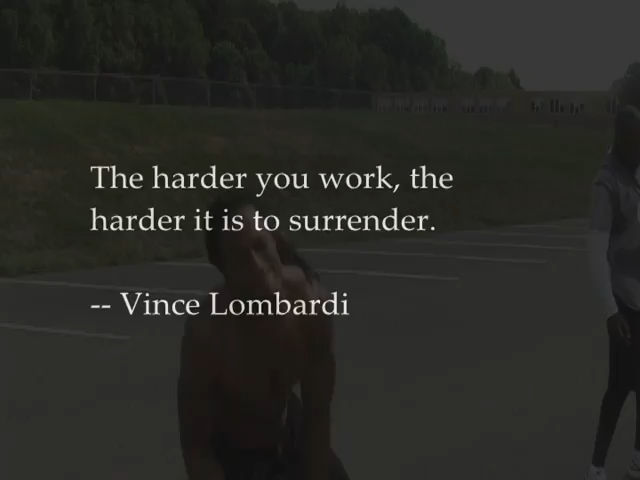 The harder you work, the
harder it is to surrender.
-- Vince Lombardi